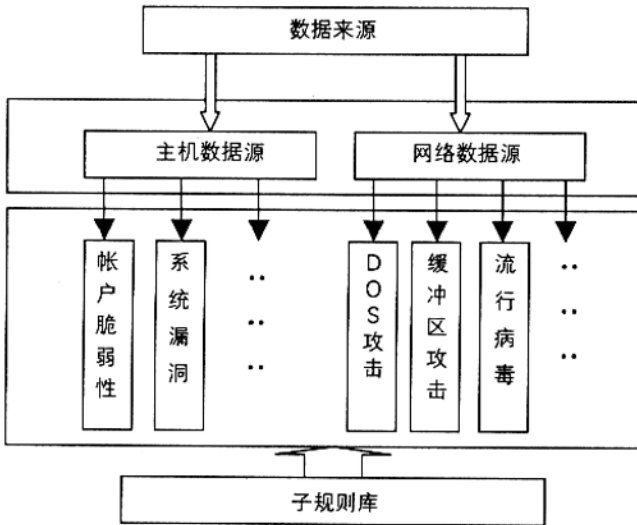 数据来源
主机数据源
网络数据源
帐户脆弱性
系统漏洞
DOS攻击
缓冲区攻击
流行病毒
子规则库